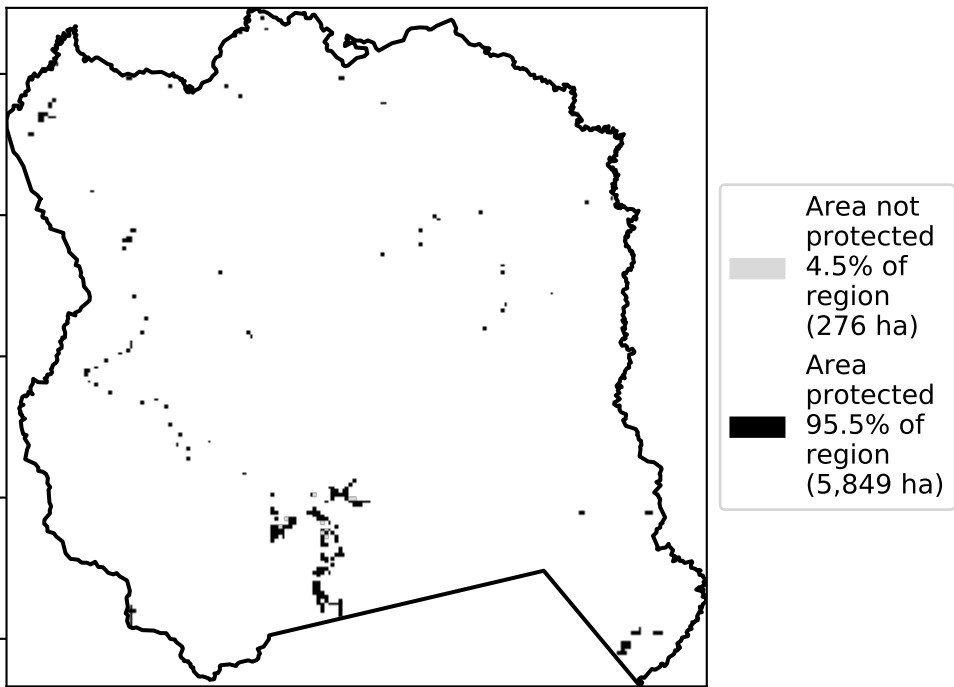 Area not
protected
4.5% of
region
(276 ha)
Area
protected
95.5% of
region
(5,849 ha)